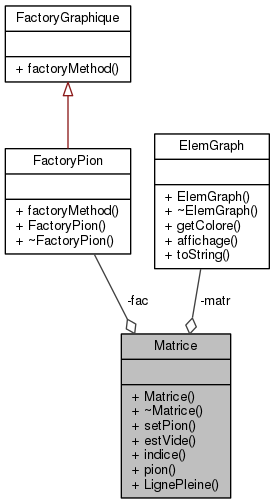 FactoryGraphique
+ factoryMethod()
FactoryPion
+ factoryMethod()
+ FactoryPion()
+ ~FactoryPion()
ElemGraph
+ ElemGraph()
+ ~ElemGraph()
+ getColore()
+ affichage()
+ toString()
-fac
-matr
Matrice
+ Matrice()
+ ~Matrice()
+ setPion()
+ estVide()
+ indice()
+ pion()
+ LignePleine()